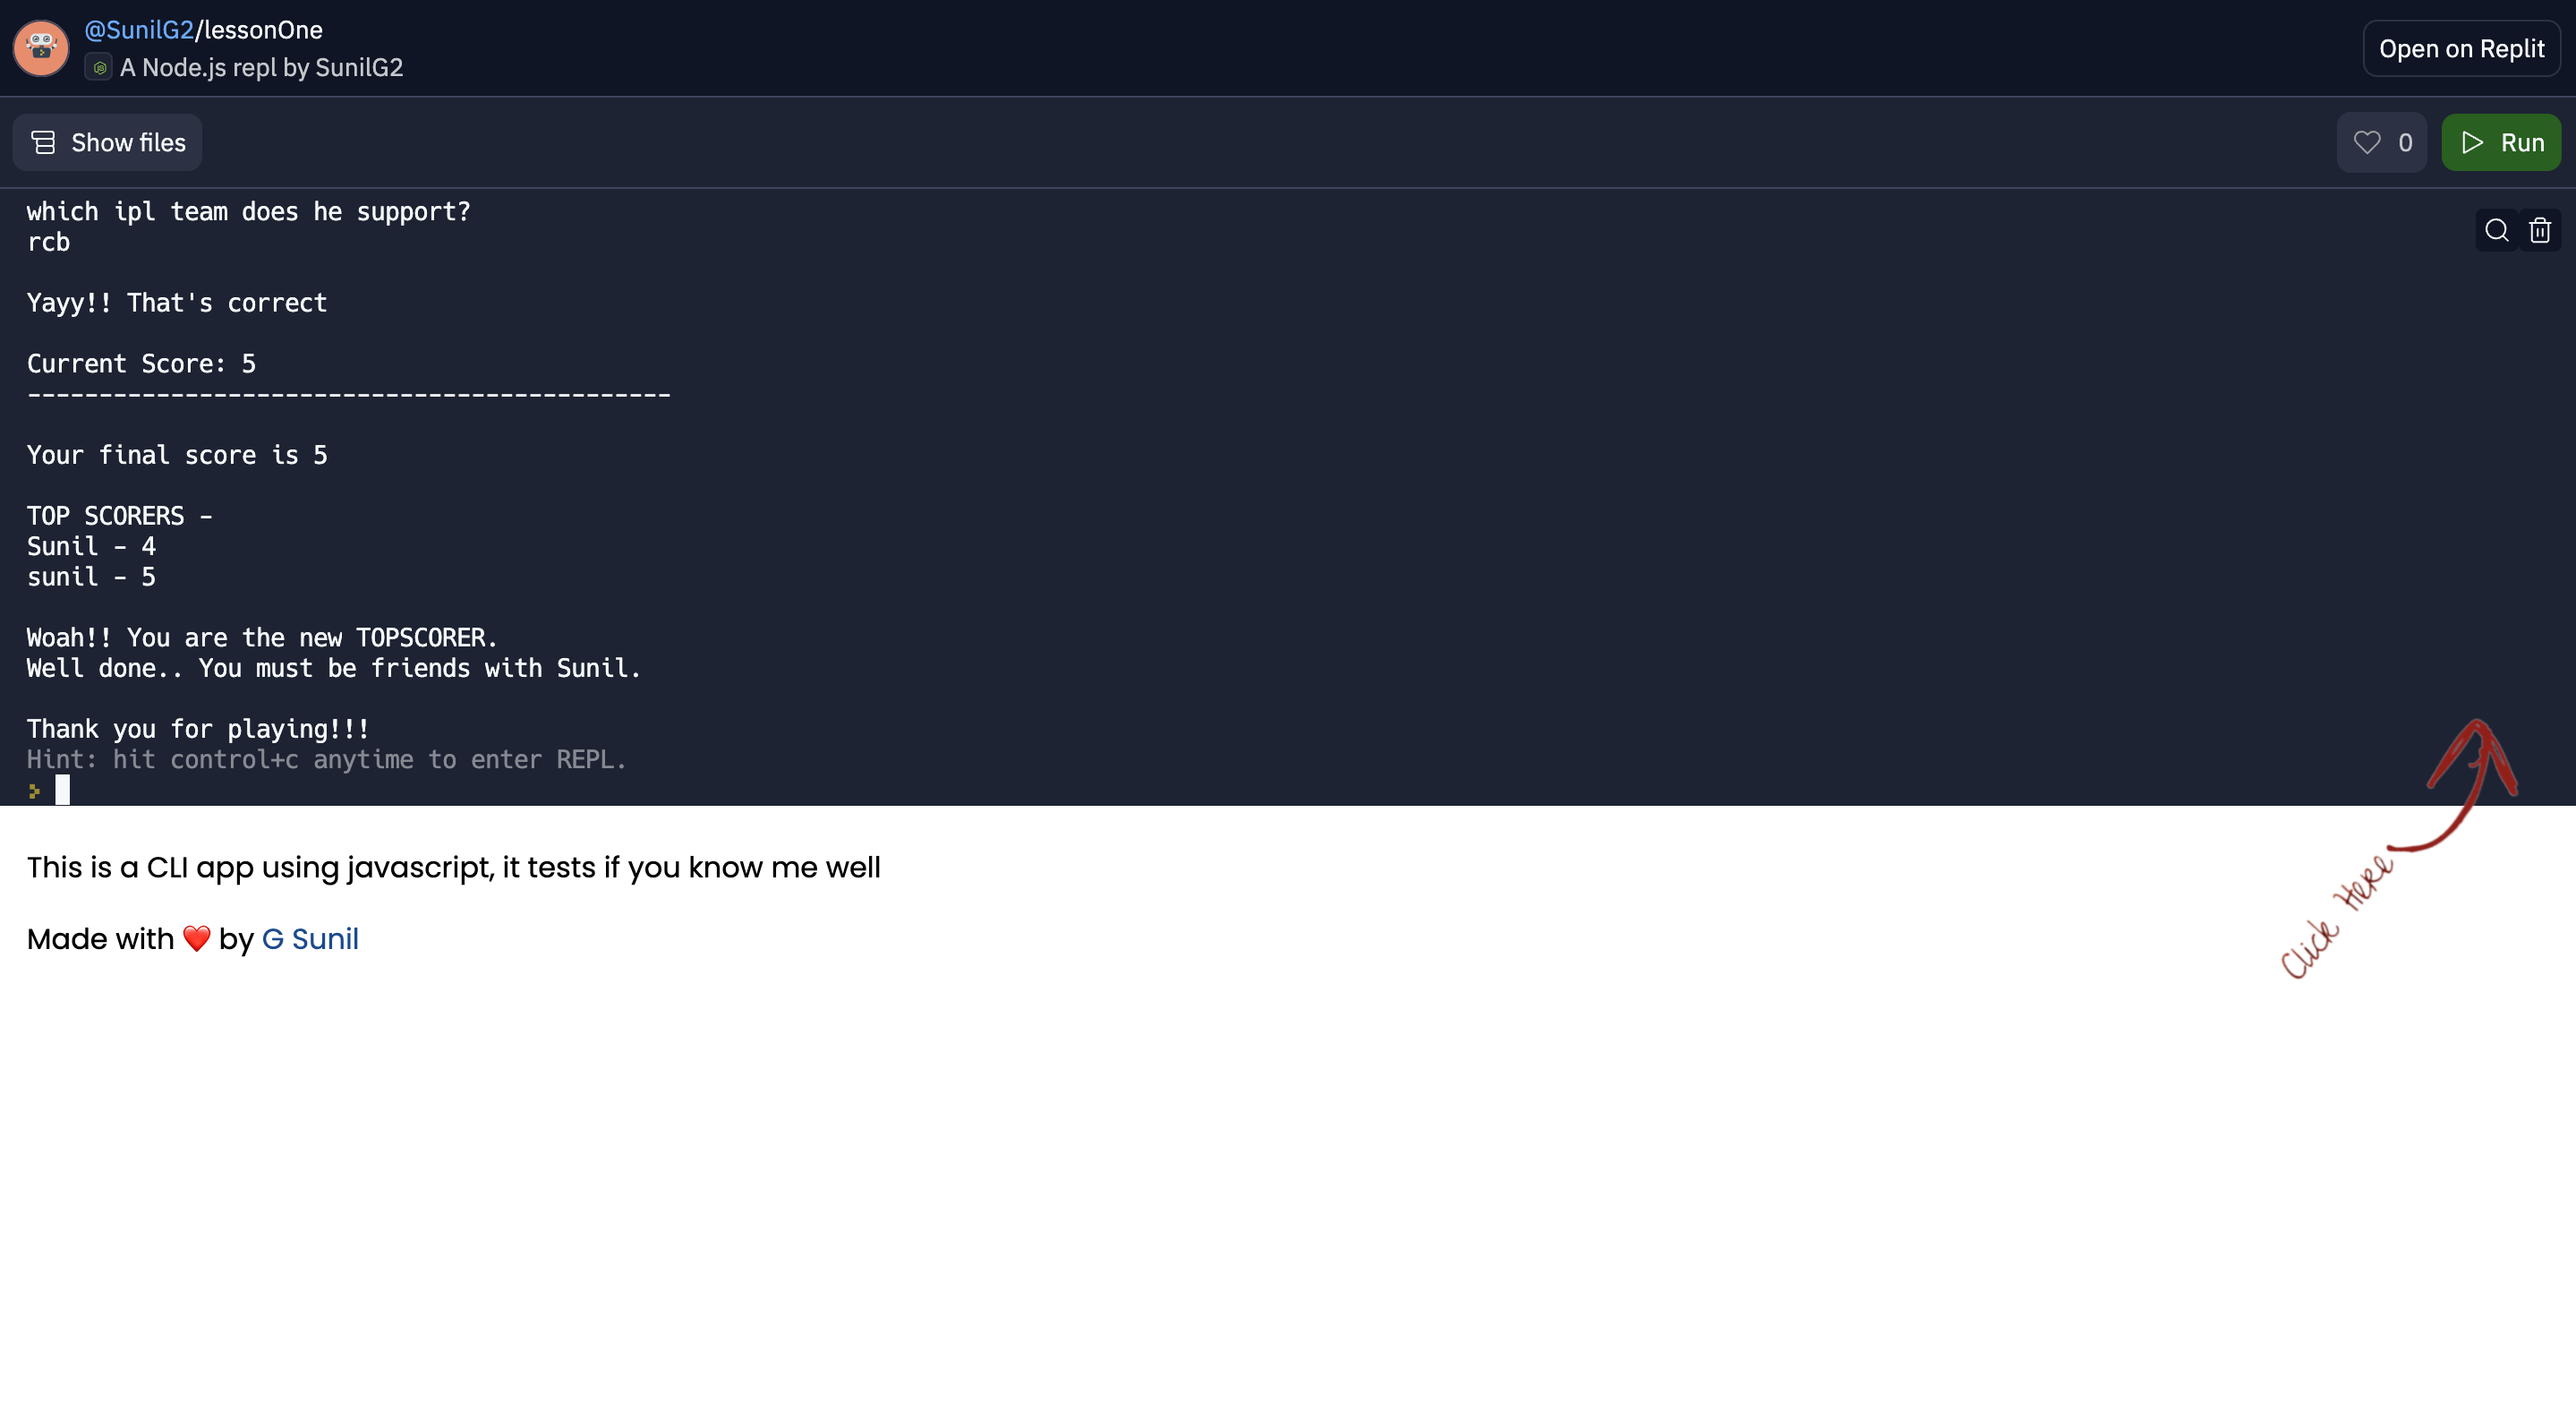 @SunilG2/lessonOne
A Node.js repl by SunilG2
Open on Replit
Show files
0
Run
which ipl team does he support?
rcb
Yayy!! That's correct
Current Score: 5
---------------------------------------------
Your final score is 5
TOP SCORERS -
Sunil - 4
sunil - 5
Woah!! You are the new TOPSCORER.
Well done.. You must be friends with Sunil.
Thank you for playing!!!
Hint: hit control+c anytime to enter REPL.
>
This is a CLI app using javascript, it tests if you know me well
Made with ❤️ by G Sunil
Click Here